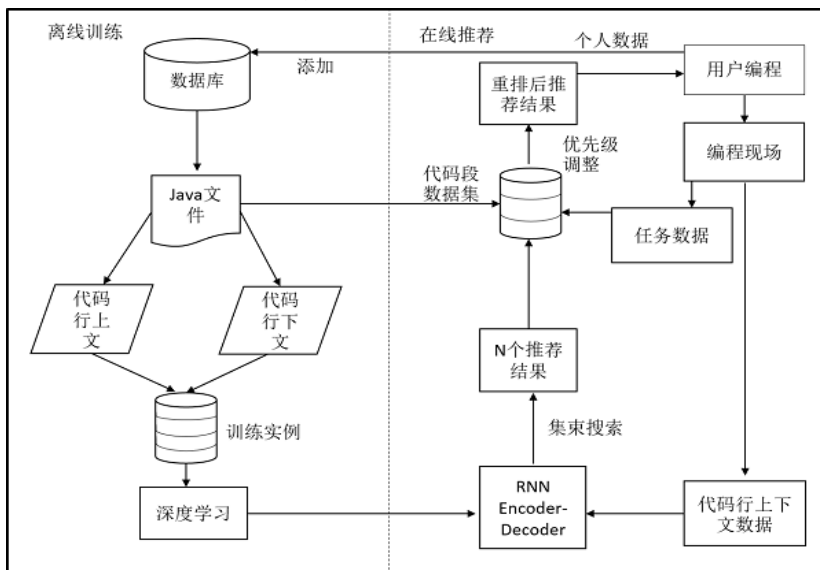 离线训练
在线推荐
个人数据
数据库
添加
用户编程
重排后推
荐结果
优先级
调整
编程现场
代码段
数据集
Java文
件
任务数据
代码
行上
文
代码
行下
文
N个推荐
结果
训练实例
集束搜索
深度学习
RNN
Encoder-
Decoder
代码行上下
文数据